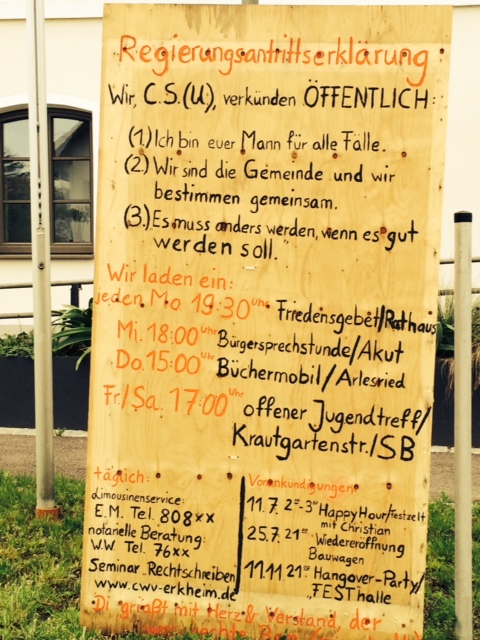 Regierungsantrittserklärung
Wir, C.S.(U.), verkünden ÖFFENTLICH:
(1.) Ich bin euer Mann für alle Fälle.
(2.) Wir sind die Gemeinde und wir
bestimmen gemeinsam.
(3.) Es muss anders werden, wenn es gut
werden soll."
Wir laden ein:
jeden Mo. 19:30 Uhr Friedensgebet/Rathaus
Mi. 18:00 Uhr Bürgersprechstunde/Akut
Do. 15:00 Uhr Büchermobil/Arlesried
Fr./Sa. 17:00 Uhr offener Jugendtreff/
Krautgartenstr./SB
täglich:
Limousinenservice:
E.M. Tel. 808xx
notarielle Beratung:
W.W. Tel. 76xx
Seminar „Rechtschreiben
www.cwv-erkheim.de
Vorankündigungen
11.7. 2⁰⁰-3⁰⁰ Happy Hour/Festzelt
mit Christian
25.7. 21⁰⁰ Wiedereröffnung
Bauwagen
11.11. 21⁰⁰ Hangover-Party/
„FESThalle
Di grüaßt mit Herz & Verstand, der